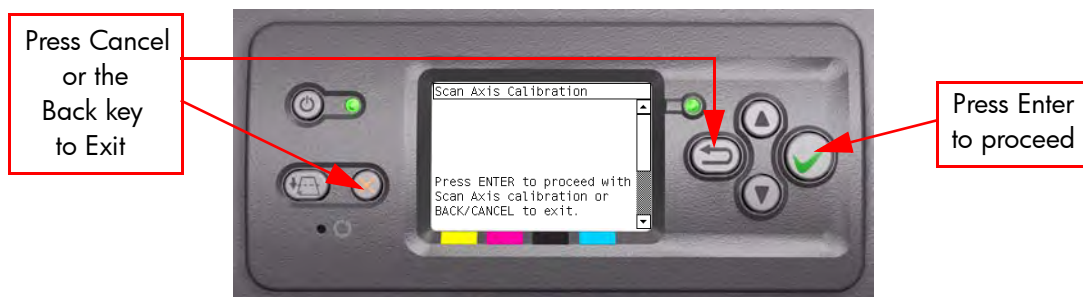 Press Cancel
or the
Back key
to Exit
Scan Axis Calibration
Press ENTER to proceed with
Scan Axis calibration or
BACK/CANCEL to exit.
Press Enter
to proceed